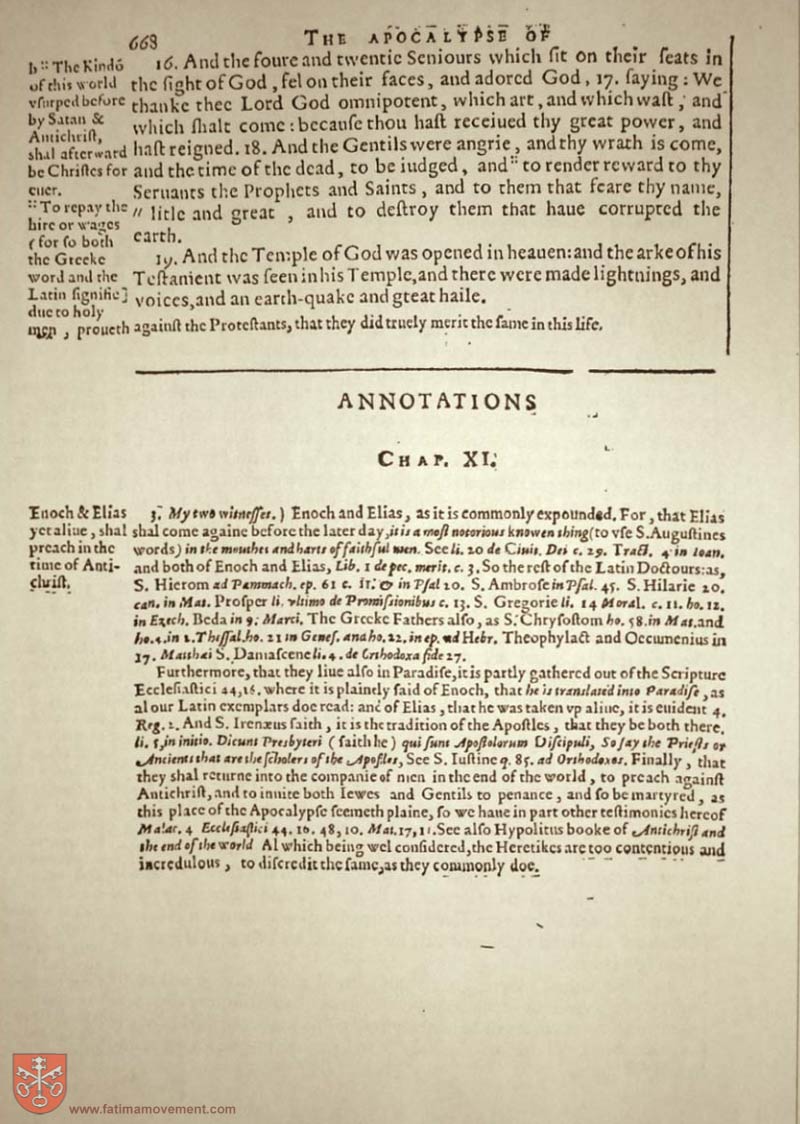 668
THE APOCALYPSE OF
h" The Kindō
of this world
vſurped before
by Satan &
Antichriſt,
shal afterward
be Chriſtes for
euer.
" To repay the
hire or wages
(for ſo both
the Greeke
word and the
Latin ſignifie]
due to holy
men, proueth
16. And the foure and twentie Seniours which ſit on their ſeats in
the ſight of God, fel on their faces, and adored God, 17. ſaying: We
thanke thee Lord God omnipotent, which art, and which waſt, and
which ſhalt come: becauſe thou haſt receiued thy great power, and
haſt reigned. 18. And the Gentils were angrie, and thy wrath is come,
and the time of the dead, to be iudged, and " to render reward to thy
Seruants the Prophets and Saints, and to them that feare thy name,
" litle and great, and to deſtroy them that haue corrupted the
earth.
19. And the Temple of God was opened in heauen: and the arke of his
Teſtament was ſeen in his Temple, and there were made lightnings, and
voices, and an earth-quake and great haile.
againſt the Proteſtants, that they did truely merit the ſame in this life.
ANNOTATIONS
CHAP. XI.
Enoch & Elias
yet aliue, shal
preach in the
time of Anti-
chriſt.
3. My two witneſſes.) Enoch and Elias, as it is commonly expounded. For, that Elias
shal come againe before the later day, it is a moſt notorious knowen thing (to vſe S. Auguſtines
words) in the mouthes and harts of faithful men. See li. 20 de Ciuit. Dei c. 29. Tract. 4 in Ioan.
and both of Enoch and Elias, Lib. 1 de pec. merit. c. 3. So the reſt of the Latin Doctours: as,
S. Hierom ad Pammach. ep. 61 c. 11. & in Pſal 20. S. Ambroſe in Pſal. 45. S. Hilarie 20.
can. in Mat. Proſper li. vltimo de Promiſſionibus c. 13. S. Gregorie li. 14 Moral. c. 11. ho. 12.
in Ezech. Beda in 9. Marci. The Greeke Fathers alſo, as S. Chryſoſtom ho. 58. in Mat. and
ho. 4. in 2. Theſſal. ho. 21 in Geneſ. ana ho. 22. in ep. ad Hebr. Theophylact and Oecumenius in
17. Matthæi S. Damaſcene li. 4. de Orthodoxa fide 27.
Furthermore, that they liue alſo in Paradiſe, it is partly gathered out of the Scripture
Eccleſiaſtici 44,16. where it is plainely ſaid of Enoch, that he is translated into Paradiſe, as
al our Latin exemplars doe read: and of Elias, that he was taken vp aliue, it is euident 4.
Reg. 2. And S. Irenæus ſaith, it is the tradition of the Apoſtles, that they be both there.
li. 5, in initio. Dicunt Presbyteri (ſaith he) qui ſunt Apoſtolorum Diſcipuli, So ſay the Prieſts or
Ancients that are the ſcholers of the Apoſtles, See S. Iuſtine q. 85. ad Orthodoxos. Finally, that
they shal returne into the companie of men in the end of the world, to preach againſt
Antichriſt, and to inuite both Iewes and Gentils to penance, and ſo be martyred, as
this place of the Apocalypſe ſeemeth plaine, ſo we haue in part other teſtimonies hereof
Malac. 4 Eccleſiaſtici 44. 16. 48, 10. Mat. 17, 11. See alſo Hypolitus booke of Antichriſt and
the end of the world Al which being wel conſidered, the Heretikes are too contentious and
incredulous, to diſcredit the ſame, as they commonly doe.
www.fatimamovement.com